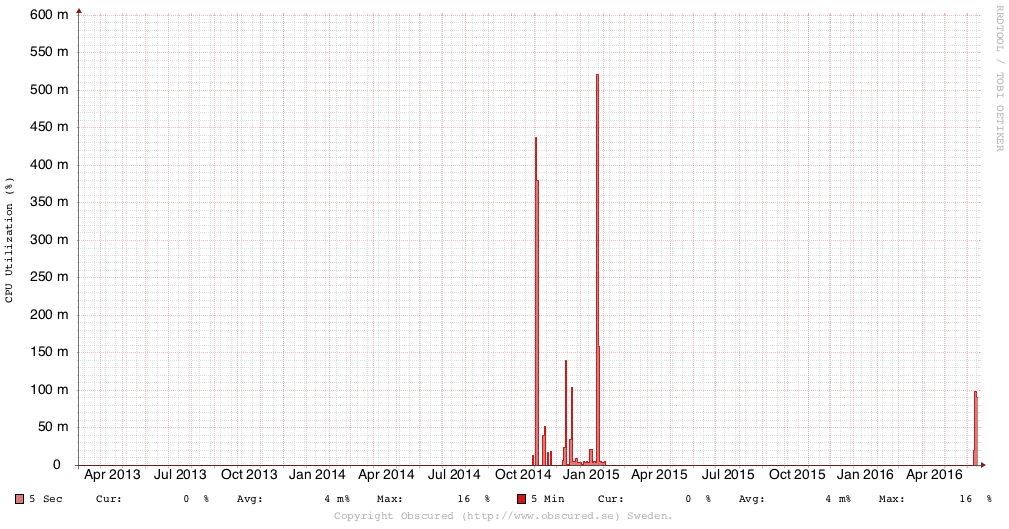 RRDTOOL / TOBI OETIKER
CPU Utilization (%)
600 m
550 m
500 m
450 m
400 m
350 m
300 m
250 m
200 m
150 m
100 m
50 m
0
Apr 2013 Jul 2013 Oct 2013 Jan 2014 Apr 2014 Jul 2014 Oct 2014 Jan 2015 Apr 2015 Jul 2015 Oct 2015 Jan 2016 Apr 2016
5 Sec Cur: 0 % Avg: 4 m% Max: 16 % 5 Min Cur: 0 % Avg: 4 m% Max: 16 %
Copyright Obscured (http://www.obscured.se) Sweden.